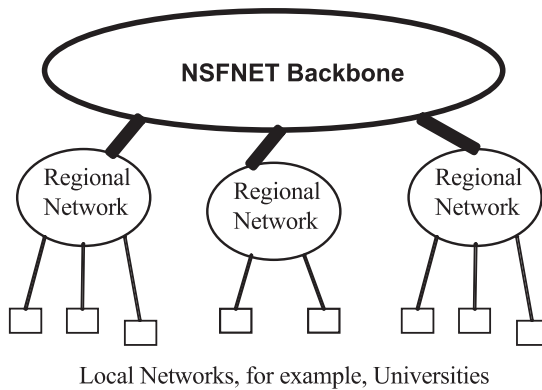 NSFNET Backbone
Regional
Network
Regional
Network
Regional
Network
Local Networks, for example, Universities